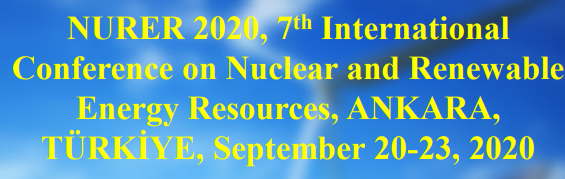 NURER 2020, 7th International
Conference on Nuclear and Renewable
Energy Resources, ANKARA,
TÜRKİYE, September 20-23, 2020